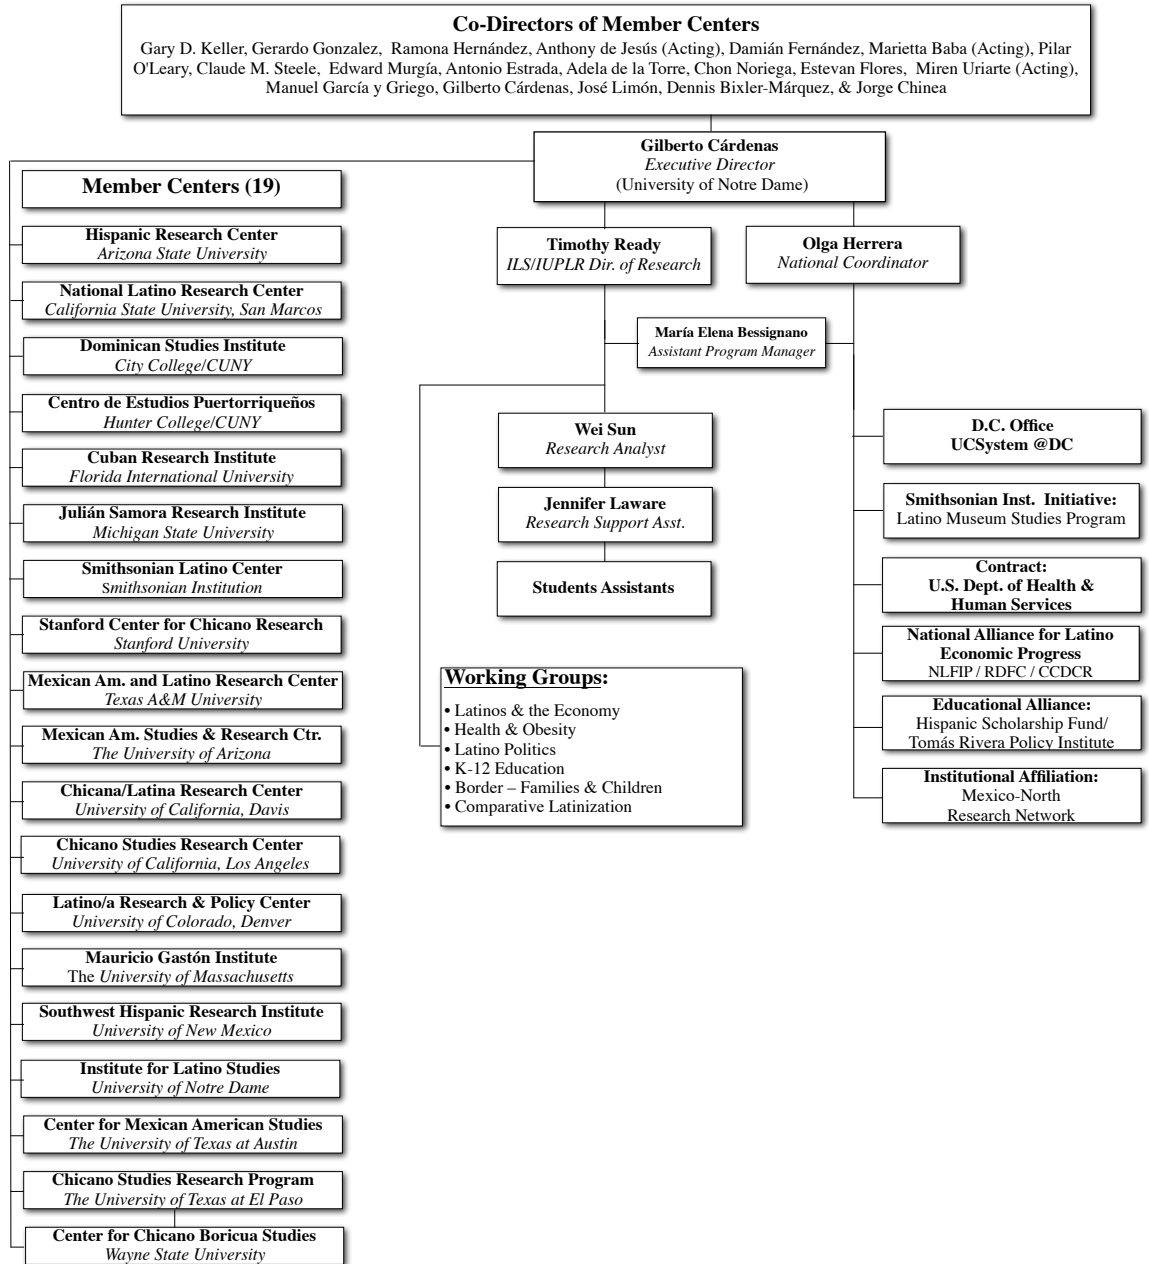 Co-Directors of Member Centers
Gary D. Keller, Gerardo Gonzalez, Ramona Hernández, Anthony de Jesús (Acting), Damián Fernández, Marietta Baba (Acting), Pilar
O'Leary, Claude M. Steele, Edward Murgía, Antonio Estrada, Adela de la Torre, Chon Noriega, Estevan Flores, Miren Uriarte (Acting),
Manuel García y Griego, Gilberto Cárdenas, José Limón, Dennis Bixler-Márquez, & Jorge Chinea
Gilberto Cárdenas
Executive Director
(University of Notre Dame)
Member Centers (19)
Hispanic Research Center
Arizona State University
National Latino Research Center
California State University, San Marcos
Dominican Studies Institute
City College/CUNY
Centro de Estudios Puertorriqueños
Hunter College/CUNY
Cuban Research Institute
Florida International University
Julián Samora Research Institute
Michigan State University
Smithsonian Latino Center
Smithsonian Institution
Stanford Center for Chicano Research
Stanford University
Mexican Am. and Latino Research Center
Texas A&M University
Mexican Am. Studies & Research Ctr.
The University of Arizona
Chicana/Latina Research Center
University of California, Davis
Chicano Studies Research Center
University of California, Los Angeles
Latino/a Research & Policy Center
University of Colorado, Denver
Mauricio Gastón Institute
The University of Massachusetts
Southwest Hispanic Research Institute
University of New Mexico
Institute for Latino Studies
University of Notre Dame
Center for Mexican American Studies
The University of Texas at Austin
Chicano Studies Research Program
The University of Texas at El Paso
Center for Chicano Boricua Studies
Wayne State University
Timothy Ready
ILS/IUPLR Dir. of Research
Olga Herrera
National Coordinator
María Elena Bessignano
Assistant Program Manager
Wei Sun
Research Analyst
Jennifer Laware
Research Support Asst.
Students Assistants
Working Groups:
• Latinos & the Economy
• Health & Obesity
• Latino Politics
• K-12 Education
• Border – Families & Children
• Comparative Latinization
D.C. Office
UCSystem @DC
Smithsonian Inst. Initiative:
Latino Museum Studies Program
Contract:
U.S. Dept. of Health &
Human Services
National Alliance for Latino
Economic Progress
NLFIP / RDFC / CCDCR
Educational Alliance:
Hispanic Scholarship Fund/
Tomás Rivera Policy Institute
Institutional Affiliation:
Mexico-North
Research Network